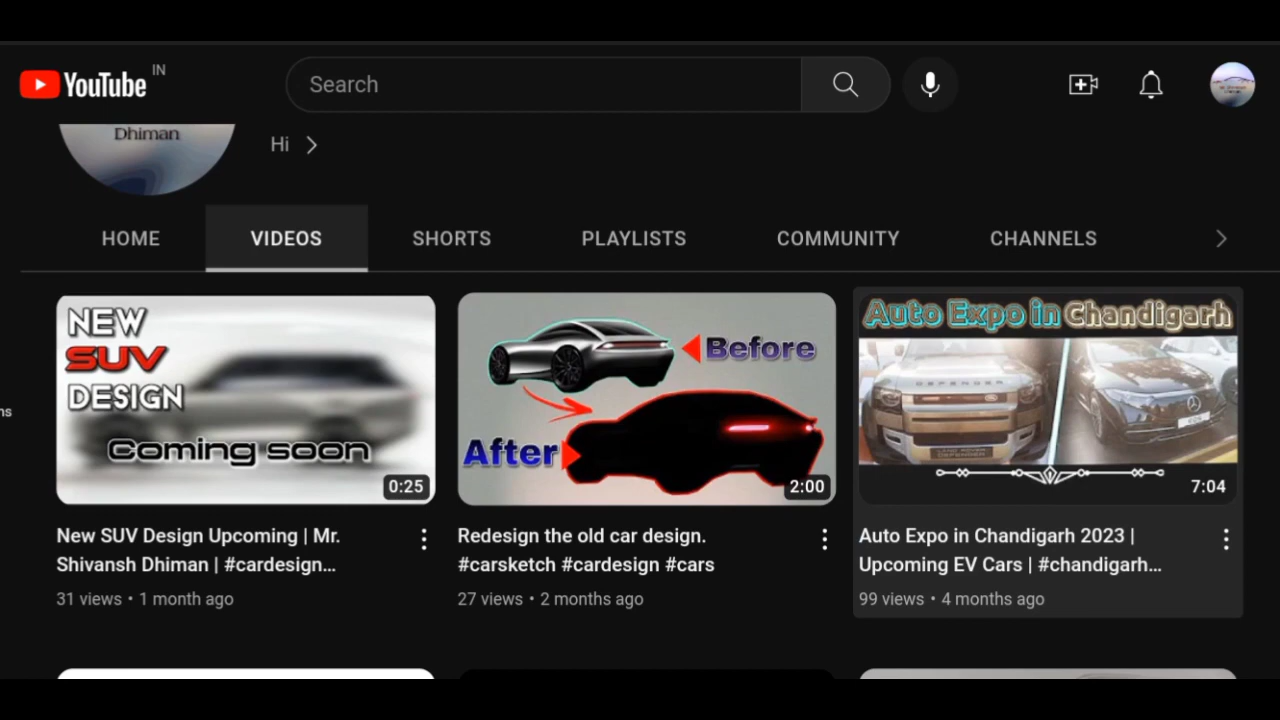 YouTube IN
Search
Dhiman
Hi
HOME VIDEOS SHORTS PLAYLISTS COMMUNITY CHANNELS
NEW
SUV
DESIGN
Coming soon
0:25
Before
After
2:00
Auto Expo in Chandigarh
DEFENDER
7:04
New SUV Design Upcoming | Mr.
Shivansh Dhiman | #cardesign...
31 views • 1 month ago
Redesign the old car design.
#carsketch #cardesign #cars
27 views • 2 months ago
Auto Expo in Chandigarh 2023 |
Upcoming EV Cars | #chandigarh...
99 views • 4 months ago